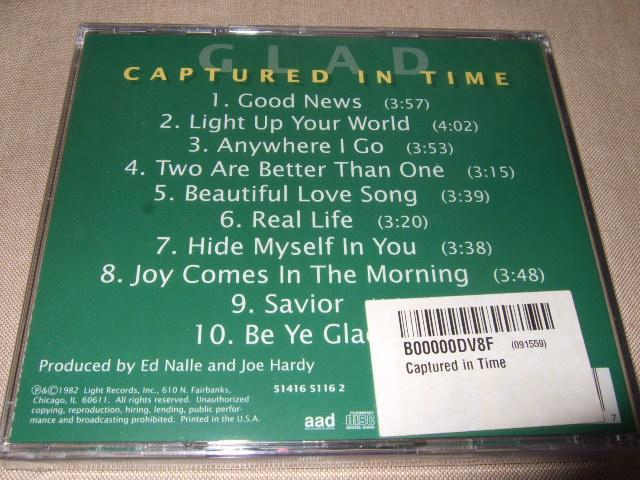 GLAD
CAPTURED IN TIME
1. Good News (3:57)
2. Light Up Your World (4:02)
3. Anywhere I Go (3:53)
4. Two Are Better Than One (3:15)
5. Beautiful Love Song (3:39)
6. Real Life (3:20)
7. Hide Myself In You (3:38)
8. Joy Comes In The Morning (3:48)
9. Savior
10. Be Ye Glad
B00000DV8F (091559)
Captured in Time
Produced by Ed Nalle and Joe Hardy
℗&©1982 Light Records, Inc., 610 N. Fairbanks,
Chicago, IL 60611. All rights reserved. Unauthorized
copying, reproduction, hiring, lending, public perfor-
mance and broadcasting prohibited. Printed in the U.S.A.
51416 5116 2
aad
COMPACT
disc
DIGITAL AUDIO
7